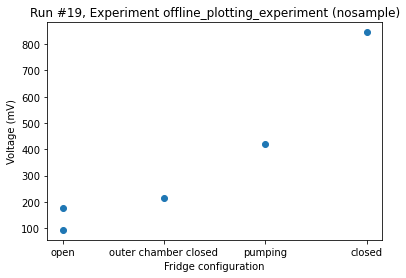 Run #19, Experiment offline_plotting_experiment (nosample)
800
700
600
500
400
300
200
100
Voltage (mV)
open outer chamber closed pumping closed
Fridge configuration